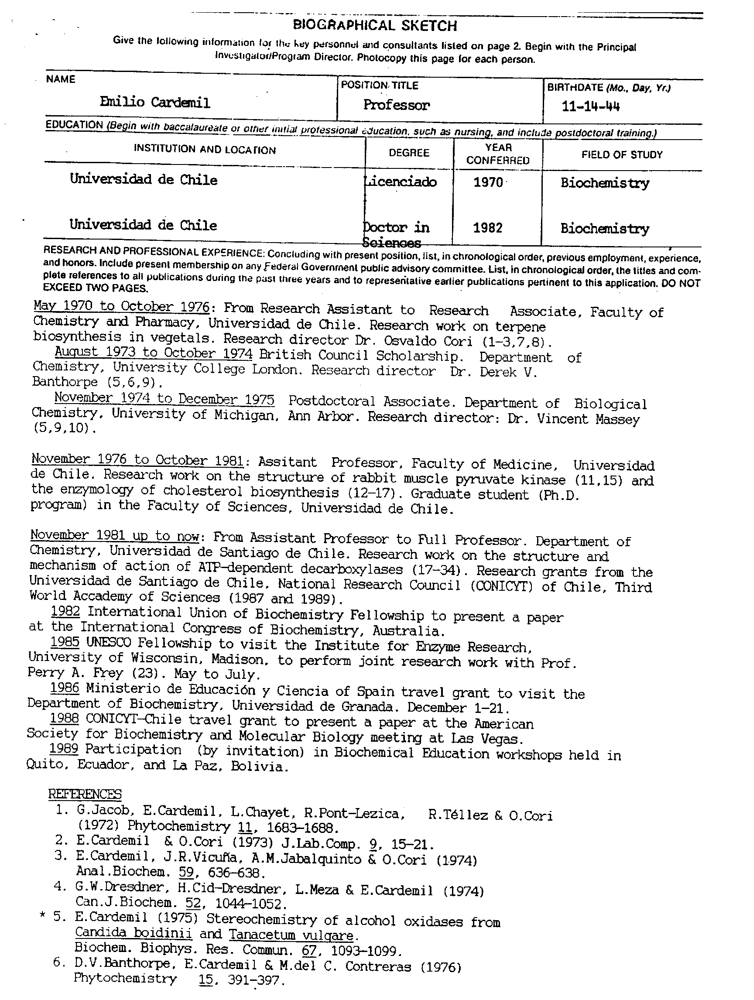 BIOGRAPHICAL SKETCH
Give the following information for the key personnel and consultants listed on page 2. Begin with the Principal
Investigator/Program Director. Photocopy this page for each person.
NAME
POSITION TITLE
BIRTHDATE (Mo., Day, Yr.)
Emilio Cardemil
Professor
11-14-44
EDUCATION (Begin with baccalaureate or other initial professional education, such as nursing, and include postdoctoral training.)
INSTITUTION AND LOCATION
DEGREE
YEAR CONFERRED
FIELD OF STUDY
Universidad de Chile
Licenciado
1970
Biochemistry
Universidad de Chile
Doctor in Sciences
1982
Biochemistry
RESEARCH AND PROFESSIONAL EXPERIENCE: Concluding with present position, list, in chronological order, previous employment, experience,
and honors. Include present membership on any Federal Government public advisory committee. List, in chronological order, the titles and com-
plete references to all publications during the past three years and to representative earlier publications pertinent to this application. DO NOT
EXCEED TWO PAGES.
May 1970 to October 1976: From Research Assistant to Research Associate, Faculty of
Chemistry and Pharmacy, Universidad de Chile. Research work on terpene
biosynthesis in vegetals. Research director Dr. Osvaldo Cori (1-3,7,8).
August 1973 to October 1974 British Council Scholarship. Department of
Chemistry, University College London. Research director Dr. Derek V.
Banthorpe (5,6,9).
November 1974 to December 1975 Postdoctoral Associate. Department of Biological
Chemistry, University of Michigan, Ann Arbor. Research director: Dr. Vincent Massey
(5,9,10).
November 1976 to October 1981: Assitant Professor, Faculty of Medicine, Universidad
de Chile. Research work on the structure of rabbit muscle pyruvate kinase (11,15) and
the enzymology of cholesterol biosynthesis (12-17). Graduate student (Ph.D.
program) in the Faculty of Sciences, Universidad de Chile.
November 1981 up to now: From Assistant Professor to Full Professor. Department of
Chemistry, Universidad de Santiago de Chile. Research work on the structure and
mechanism of action of ATP-dependent decarboxylases (17-34). Research grants from the
Universidad de Santiago de Chile, National Research Council (CONICYT) of Chile, Third
World Accademy of Sciences (1987 and 1989).
1982 International Union of Biochemistry Fellowship to present a paper
at the International Congress of Biochemistry, Australia.
1985 UNESCO Fellowship to visit the Institute for Enzyme Research,
University of Wisconsin, Madison, to perform joint research work with Prof.
Perry A. Frey (23). May to July.
1986 Ministerio de Educación y Ciencia of Spain travel grant to visit the
Department of Biochemistry, Universidad de Granada. December 1-21.
1988 CONICYT-Chile travel grant to present a paper at the American
Society for Biochemistry and Molecular Biology meeting at Las Vegas.
1989 Participation (by invitation) in Biochemical Education workshops held in
Quito, Ecuador, and La Paz, Bolivia.
REFERENCES
1. G.Jacob, E.Cardemil, L.Chayet, R.Pont-Lezica, R.Téllez & O.Cori
(1972) Phytochemistry 11, 1683-1688.
2. E.Cardemil & O.Cori (1973) J.Lab.Comp. 9, 15-21.
3. E.Cardemil, J.R.Vicuña, A.M.Jabalquinto & O.Cori (1974)
Anal.Biochem. 59, 636-638.
4. G.W.Dresdner, H.Cid-Dresdner, L.Meza & E.Cardemil (1974)
Can.J.Biochem. 52, 1044-1052.
* 5. E.Cardemil (1975) Stereochemistry of alcohol oxidases from
Candida boidinii and Tanacetum vulgare.
Biochem. Biophys. Res. Commun. 67, 1093-1099.
6. D.V.Banthorpe, E.Cardemil & M.del C. Contreras (1976)
Phytochemistry 15, 391-397.